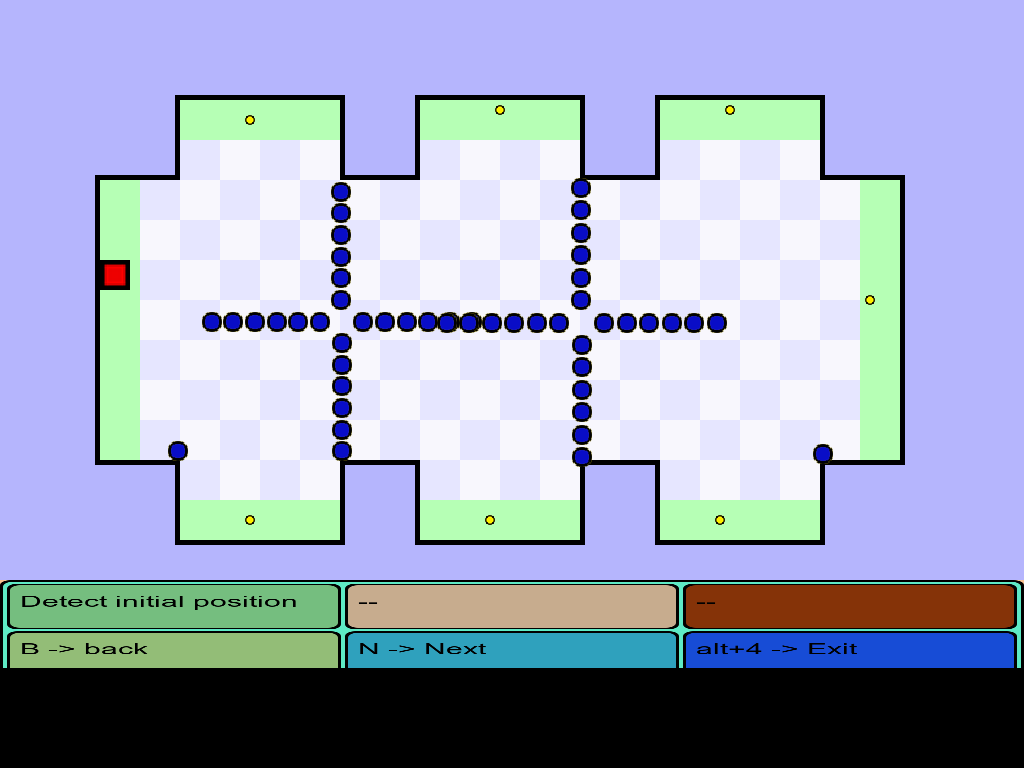 Detect initial position
--
--
B -> back
N -> Next
alt+4 -> Exit